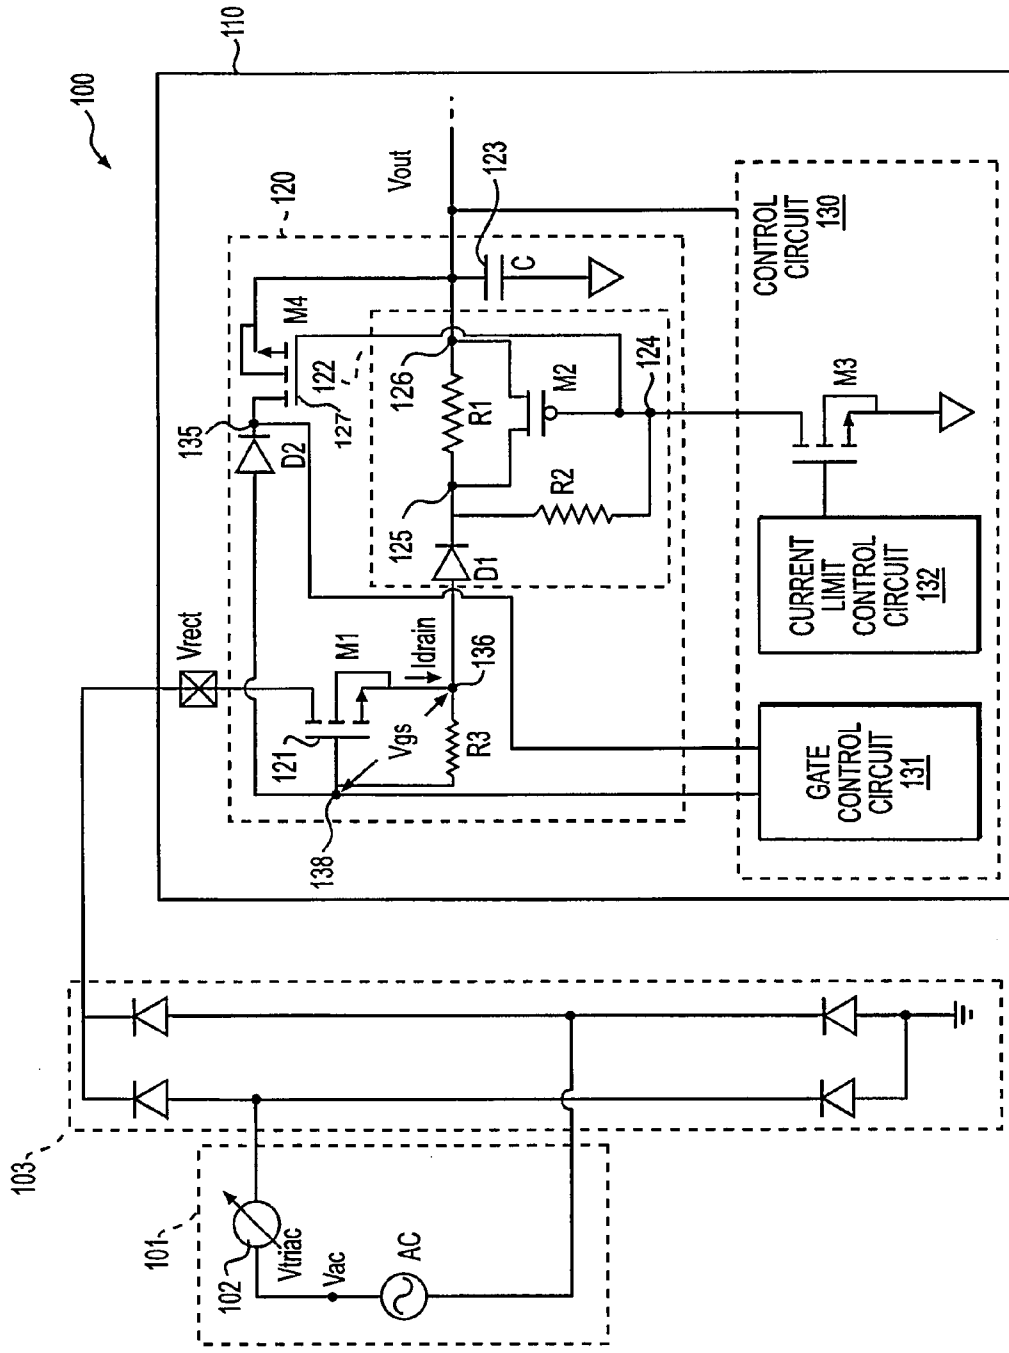 100
110
120
Vout
123
C
M4
122
127
126
R1
M2
124
135
D2
125
R2
D1
Vrect
M1
Idrain
136
121
Vgs
R3
138
CONTROL
CIRCUIT
130
M3
CURRENT
LIMIT
CONTROL
CIRCUIT
132
GATE
CONTROL
CIRCUIT
131
103
101
102
Vtriac
Vac
AC